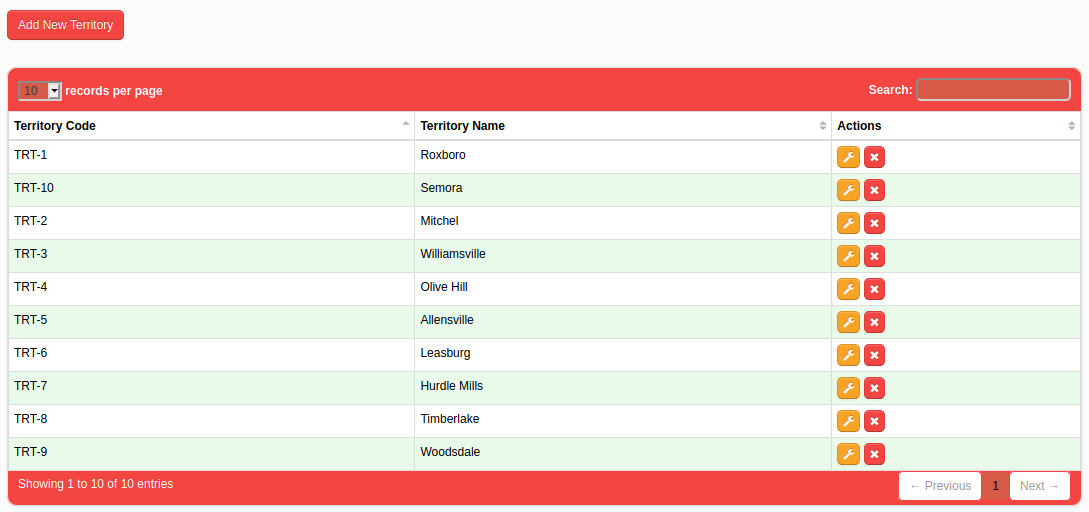 Add New Territory
10 records per page Search:
Territory Code Territory Name Actions
TRT-1 Roxboro
TRT-10 Semora
TRT-2 Mitchel
TRT-3 Williamsville
TRT-4 Olive Hill
TRT-5 Allensville
TRT-6 Leasburg
TRT-7 Hurdle Mills
TRT-8 Timberlake
TRT-9 Woodsdale
Showing 1 to 10 of 10 entries ← Previous 1 Next →